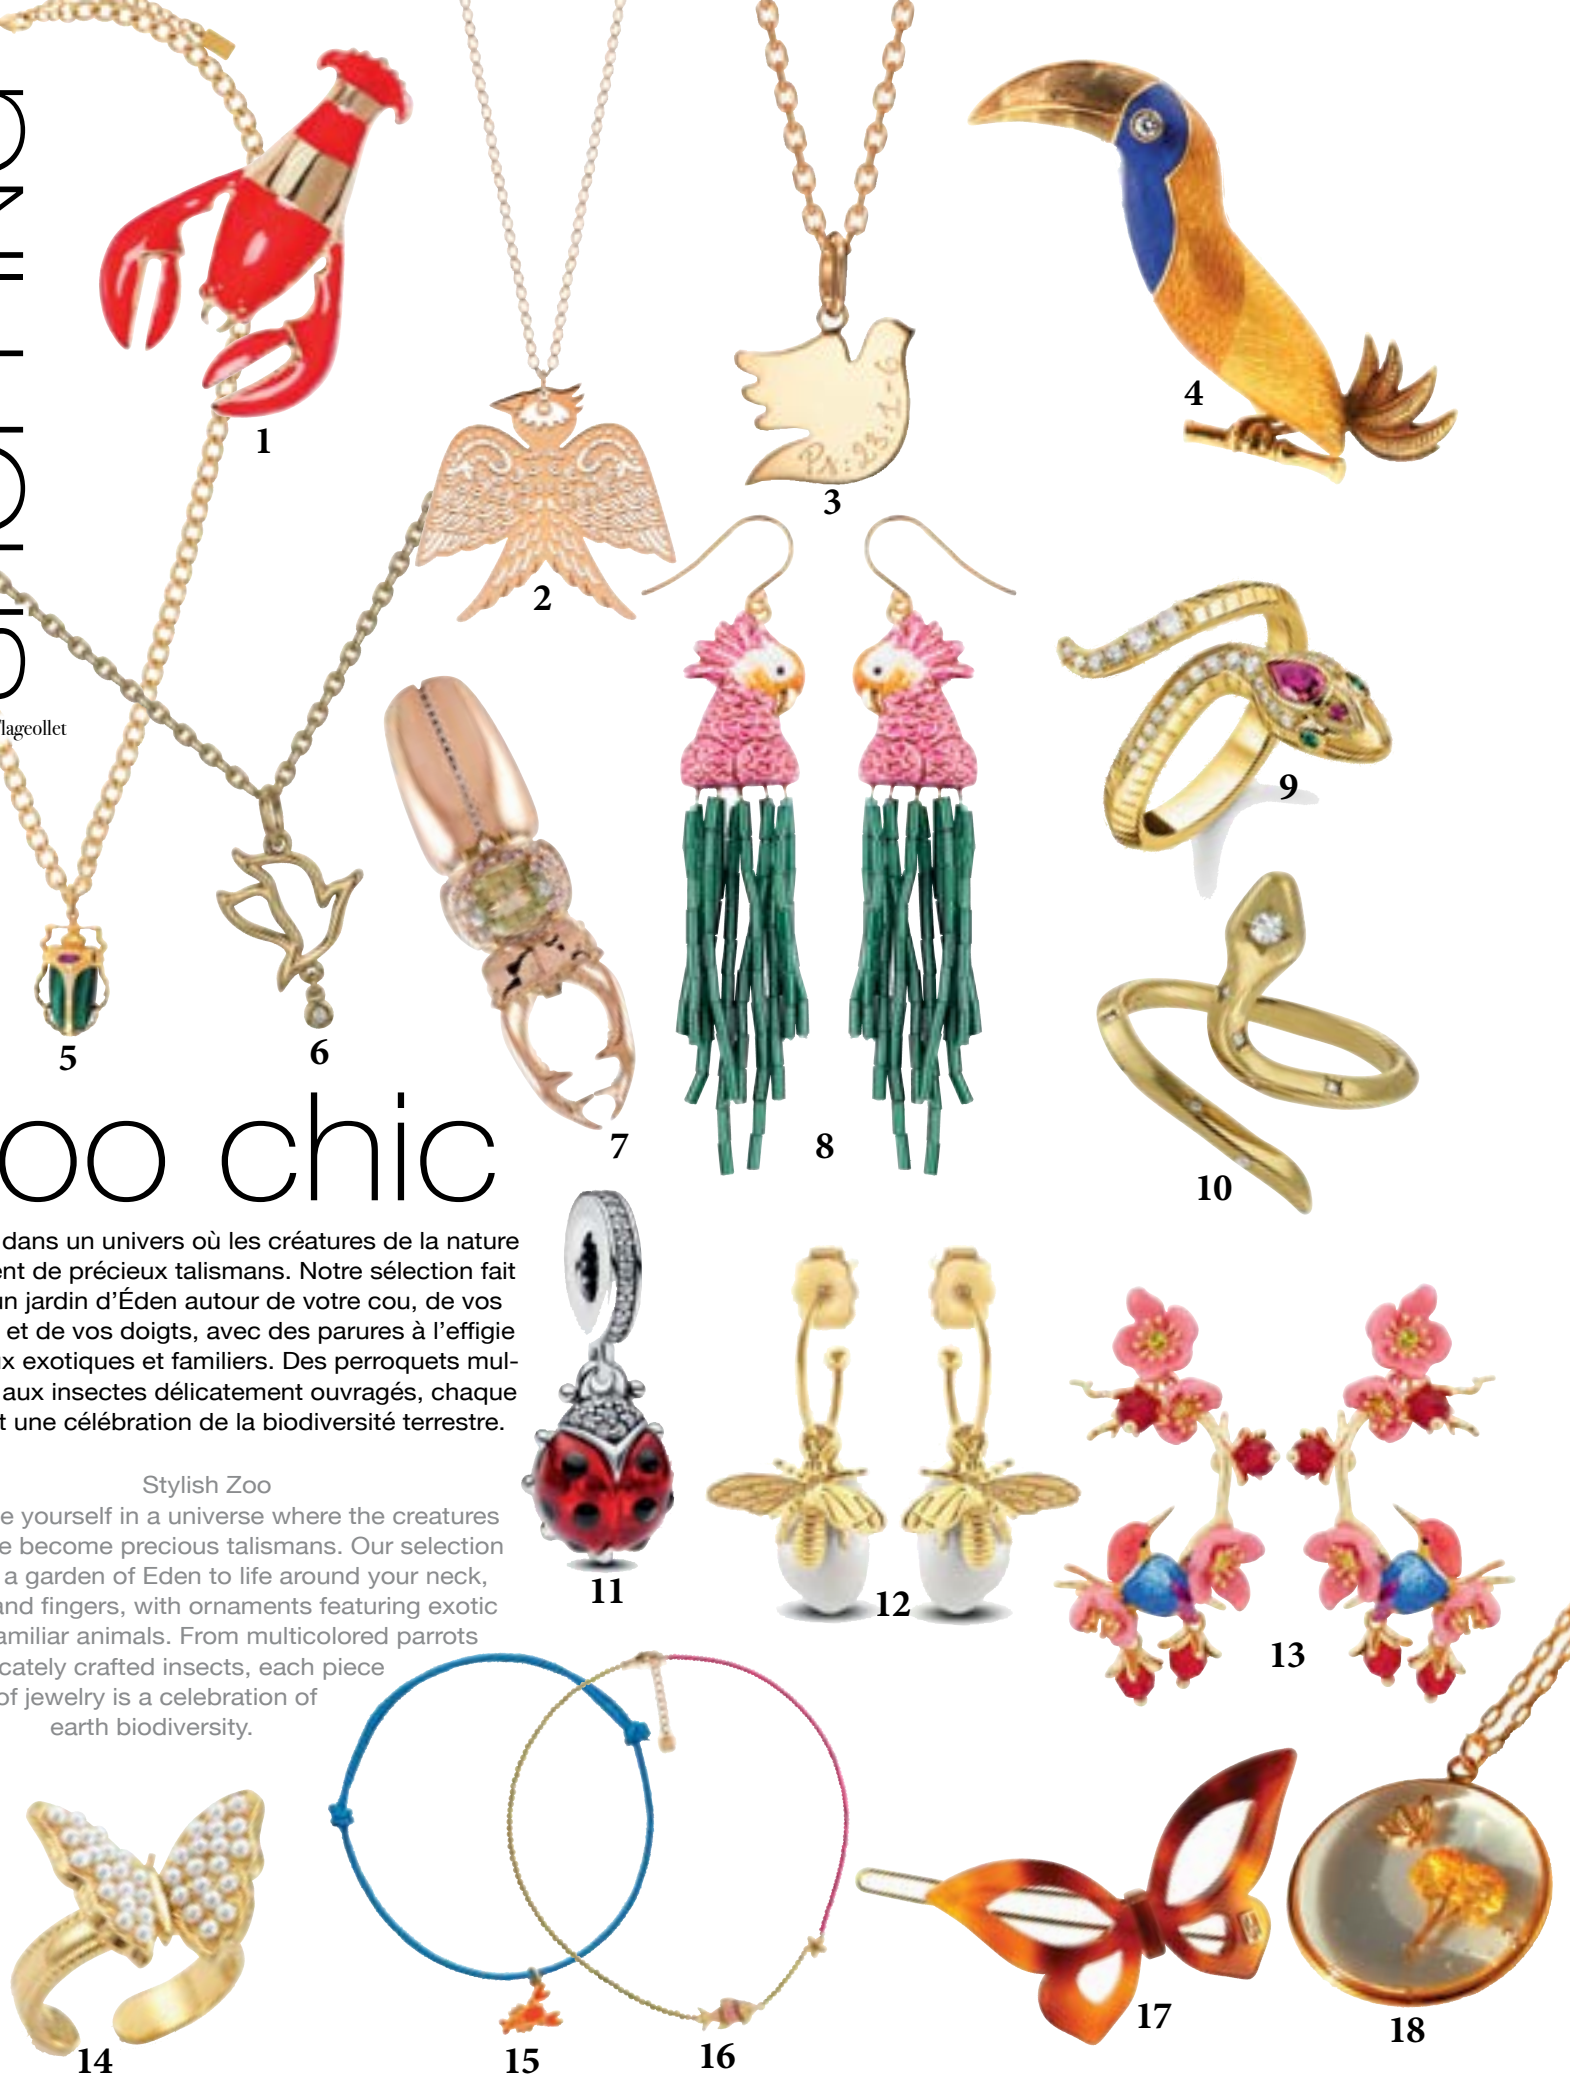 Ps:23:1-6
1
2
3
4
5
6
7
8
9
10
11
12
13
14
15
16
17
18
lageollet
oo chic
dans un univers où les créatures de la nature
de précieux talismans. Notre sélection fait
jardin d’Éden autour de votre cou, de vos
et de vos doigts, avec des parures à l’effigie
exotiques et familiers. Des perroquets mul-
aux insectes délicatement ouvragés, chaque
une célébration de la biodiversité terrestre.
Stylish Zoo
yourself in a universe where the creatures
become precious talismans. Our selection
a garden of Eden to life around your neck,
and fingers, with ornaments featuring exotic
amiliar animals. From multicolored parrots
cately crafted insects, each piece
of jewelry is a celebration of
earth biodiversity.